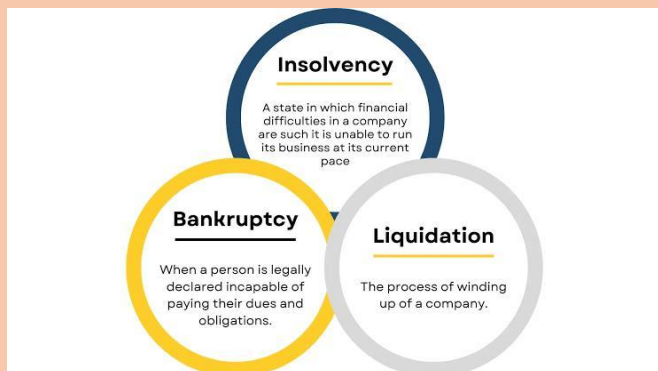 Insolvency
A state in which financial
difficulties in a company
are such it is unable to run
its business at its current
pace
Bankruptcy
When a person is legally
declared incapable of
paying their dues and
obligations.
Liquidation
The process of winding
up of a company.